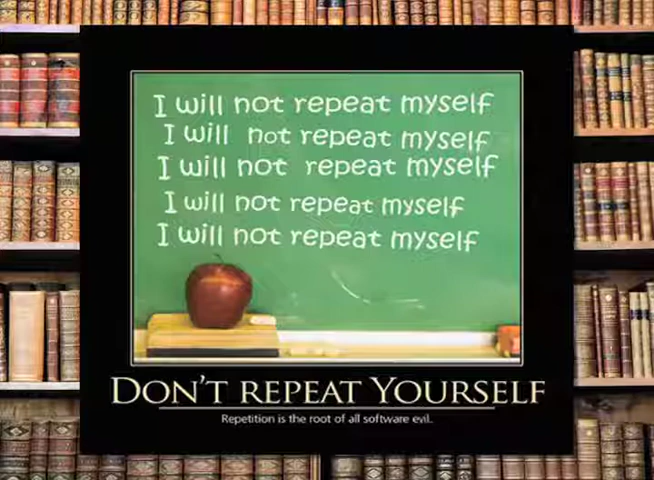 I will not repeat myself
I will not repeat myself
I will not repeat myself
I will not repeat myself
I will not repeat myself
DON'T REPEAT YOURSELF
Repetition is the root of all software evil.